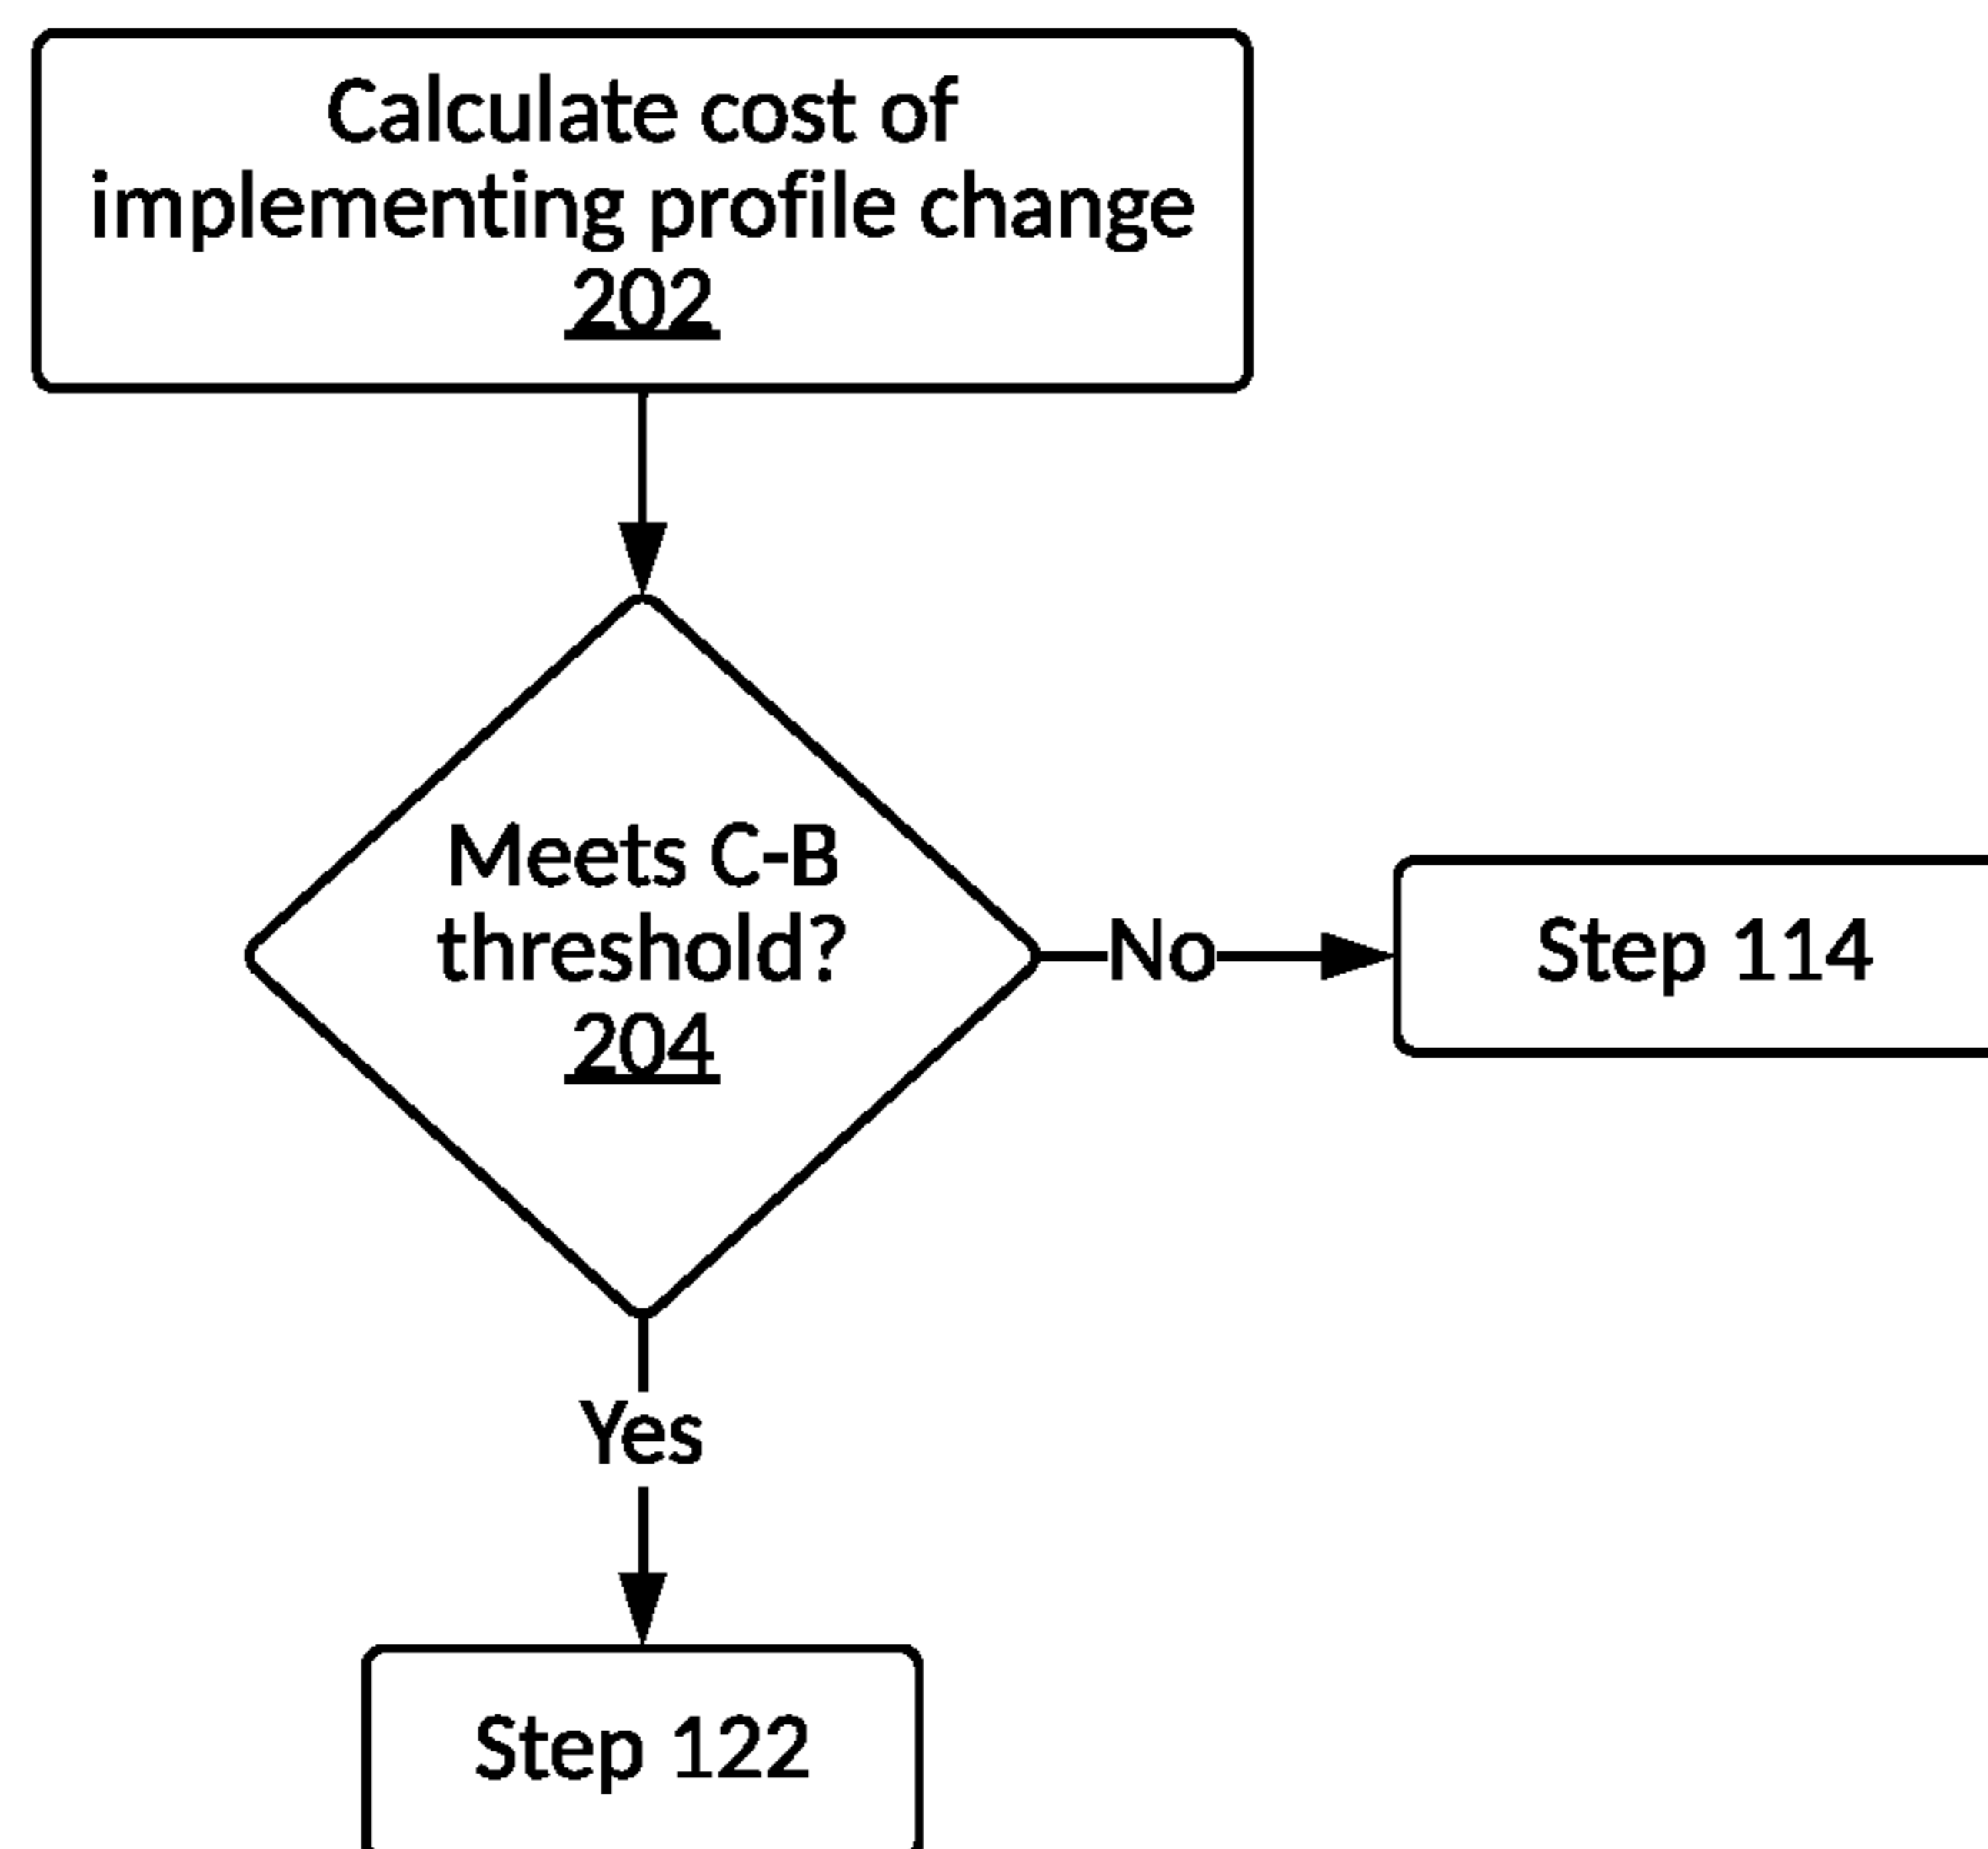 Calculate cost of
implementing profile change
202
Meets C-B
threshold?
204
No
Step 114
Yes
Step 122